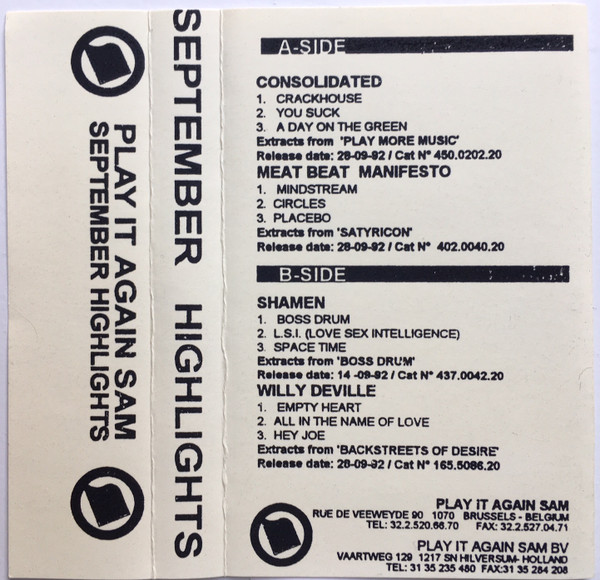 PLAY IT AGAIN SAM
SEPTEMBER HIGHLIGHTS
SEPTEMBER HIGHLIGHTS
A-SIDE
CONSOLIDATED
1. CRACKHOUSE
2. YOU SUCK
3. A DAY ON THE GREEN
Extracts from 'PLAY MORE MUSIC'
Release date: 28-09-92 / Cat N° 450.0202.20
MEAT BEAT MANIFESTO
1. MINDSTREAM
2. CIRCLES
3. PLACEBO
Extracts from 'SATYRICON'
Release date: 28-09-92 / Cat N° 402.0040.20
B-SIDE
SHAMEN
1. BOSS DRUM
2. L.S.I. (LOVE SEX INTELLIGENCE)
3. SPACE TIME
Extracts from 'BOSS DRUM'
Release date: 14 -09-92 / Cat N° 437.0042.20
WILLY DEVILLE
1. EMPTY HEART
2. ALL IN THE NAME OF LOVE
3. HEY JOE
Extracts from 'BACKSTREETS OF DESIRE'
Release date: 28-09-92 / Cat N° 165.5086.20
PLAY IT AGAIN SAM
RUE DE VEEWEYDE 90 1070 BRUSSELS - BELGIUM
TEL: 32.2.520.66.70 FAX: 32.2.527.04.71
PLAY IT AGAIN SAM BV
VAARTWEG 129 1217 SN HILVERSUM- HOLLAND
TEL: 31 35 235 480 FAX:31 35 284 208